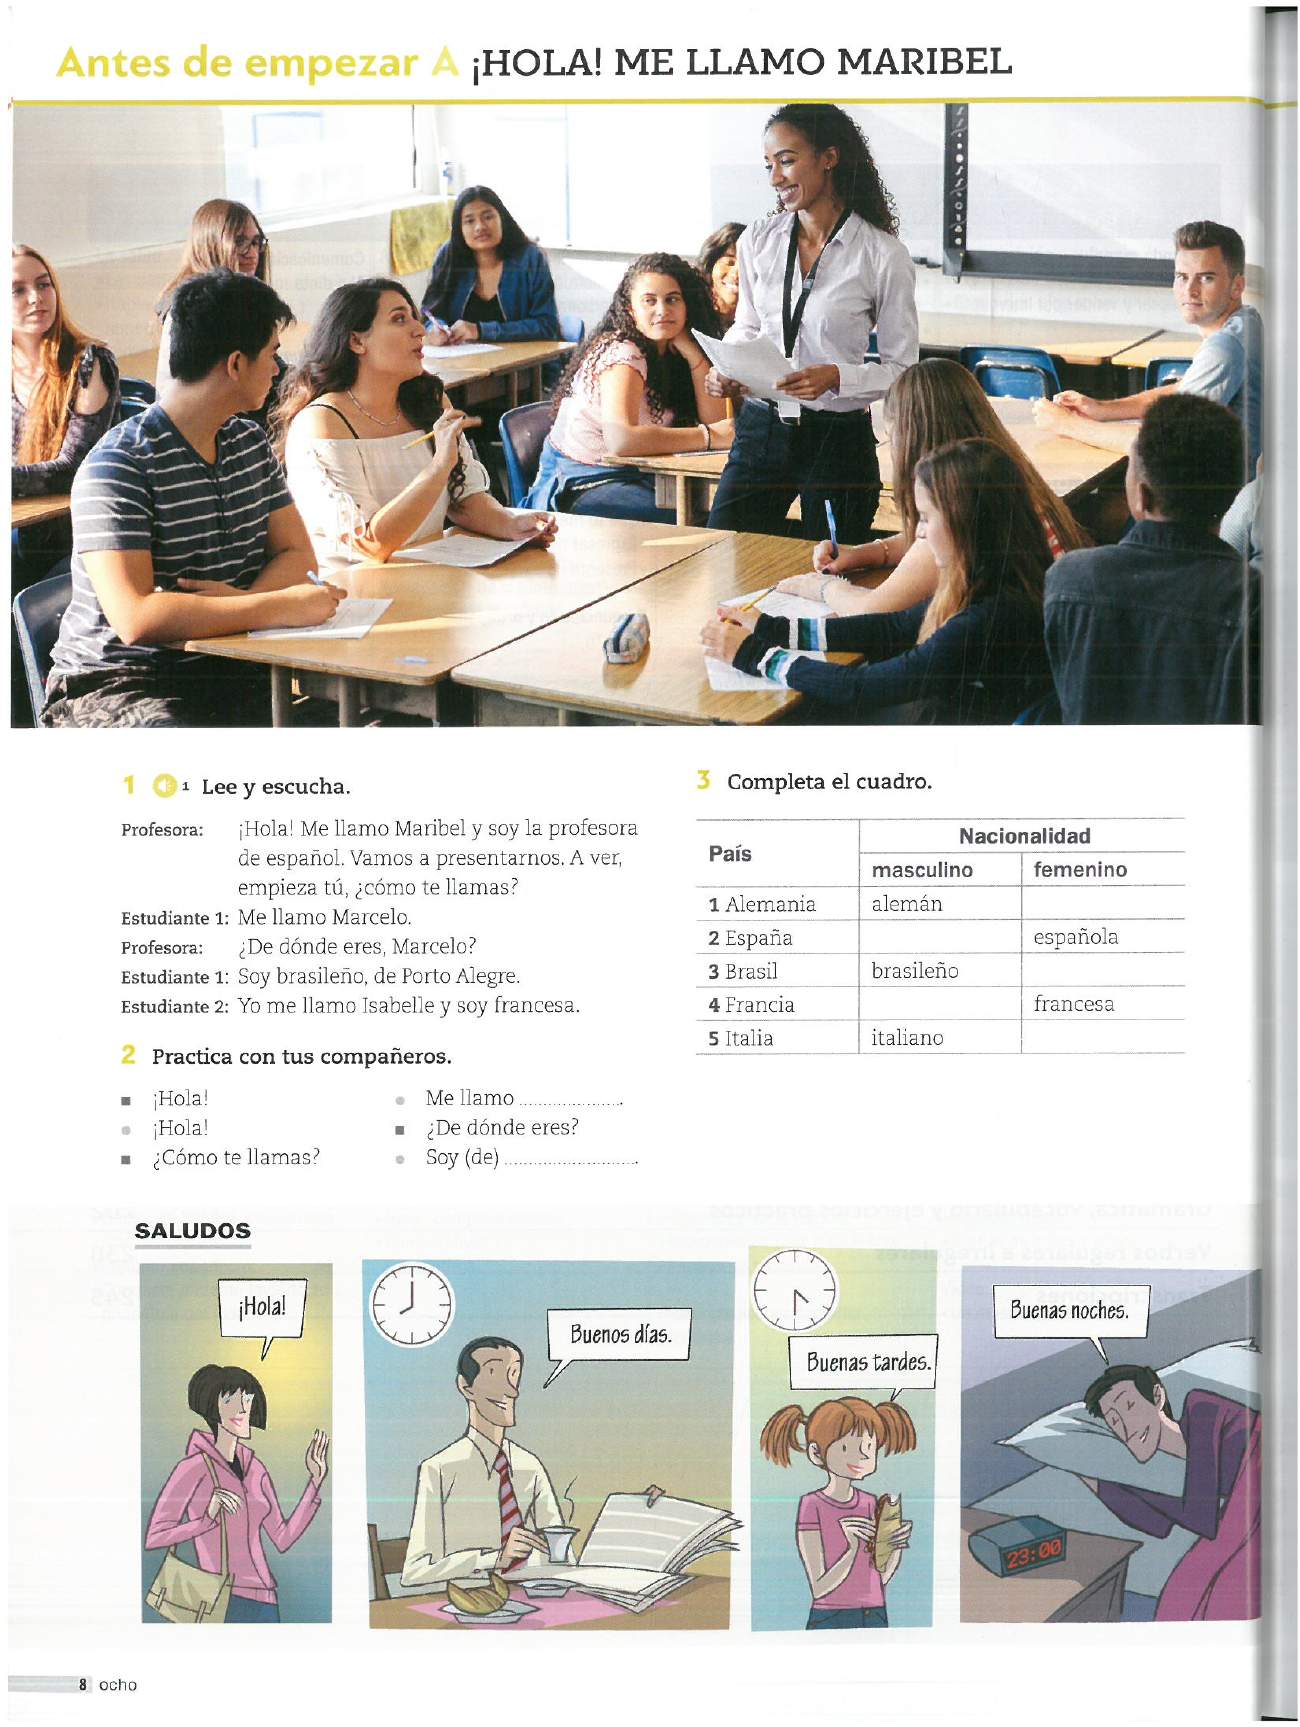 Antes de empezar A ¡HOLA! ME LLAMO MARIBEL
1 1 Lee y escucha.
Profesora: ¡Hola! Me llamo Maribel y soy la profesora
de español. Vamos a presentarnos. A ver,
empieza tú, ¿cómo te llamas?
Estudiante 1: Me llamo Marcelo.
Profesora: ¿De dónde eres, Marcelo?
Estudiante 1: Soy brasileño, de Porto Alegre.
Estudiante 2: Yo me llamo Isabelle y soy francesa.
2 Practica con tus compañeros.
■ ¡Hola!
● ¡Hola!
■ ¿Cómo te llamas?
● Me llamo .....................
■ ¿De dónde eres?
● Soy (de) ...........................
3 Completa el cuadro.
País
Nacionalidad
masculino femenino
1 Alemania alemán
2 España española
3 Brasil brasileño
4 Francia francesa
5 Italia italiano
SALUDOS
¡Hola!
Buenos días.
Buenas tardes.
Buenas noches.
23:00
8 ocho